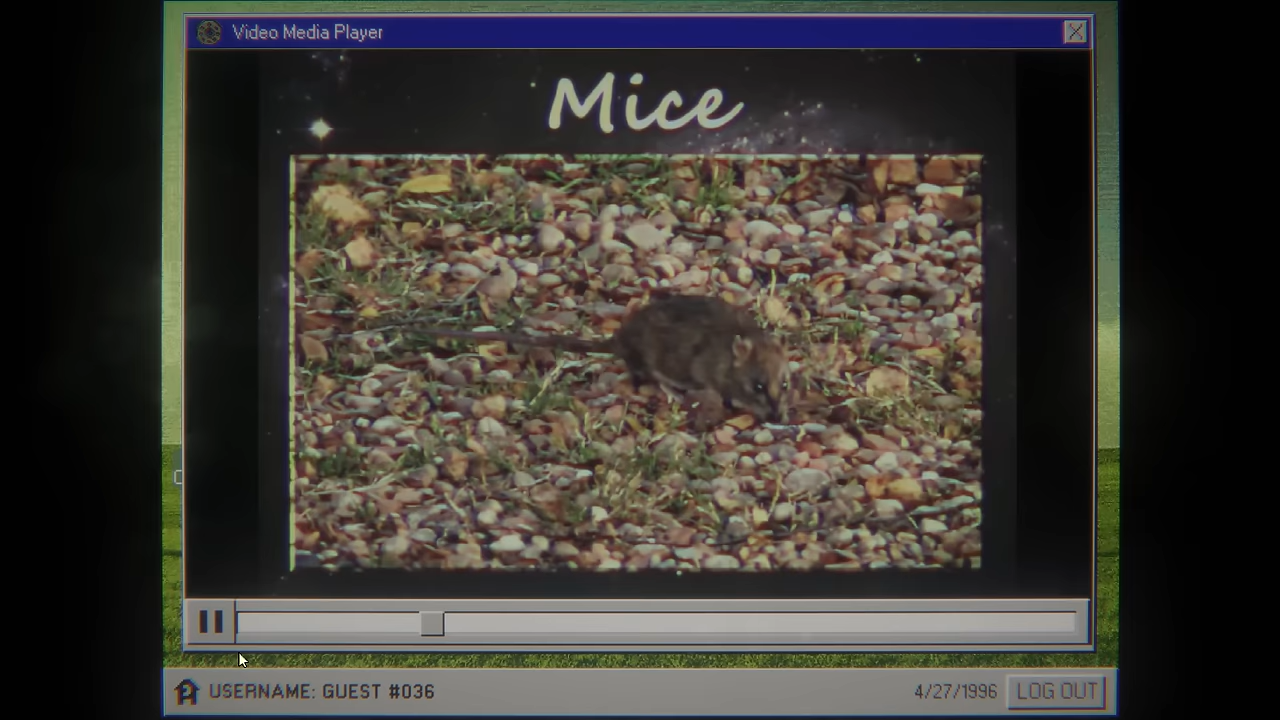 Video Media Player
Mice
USERNAME: GUEST #036
4/27/1996
LOG OUT